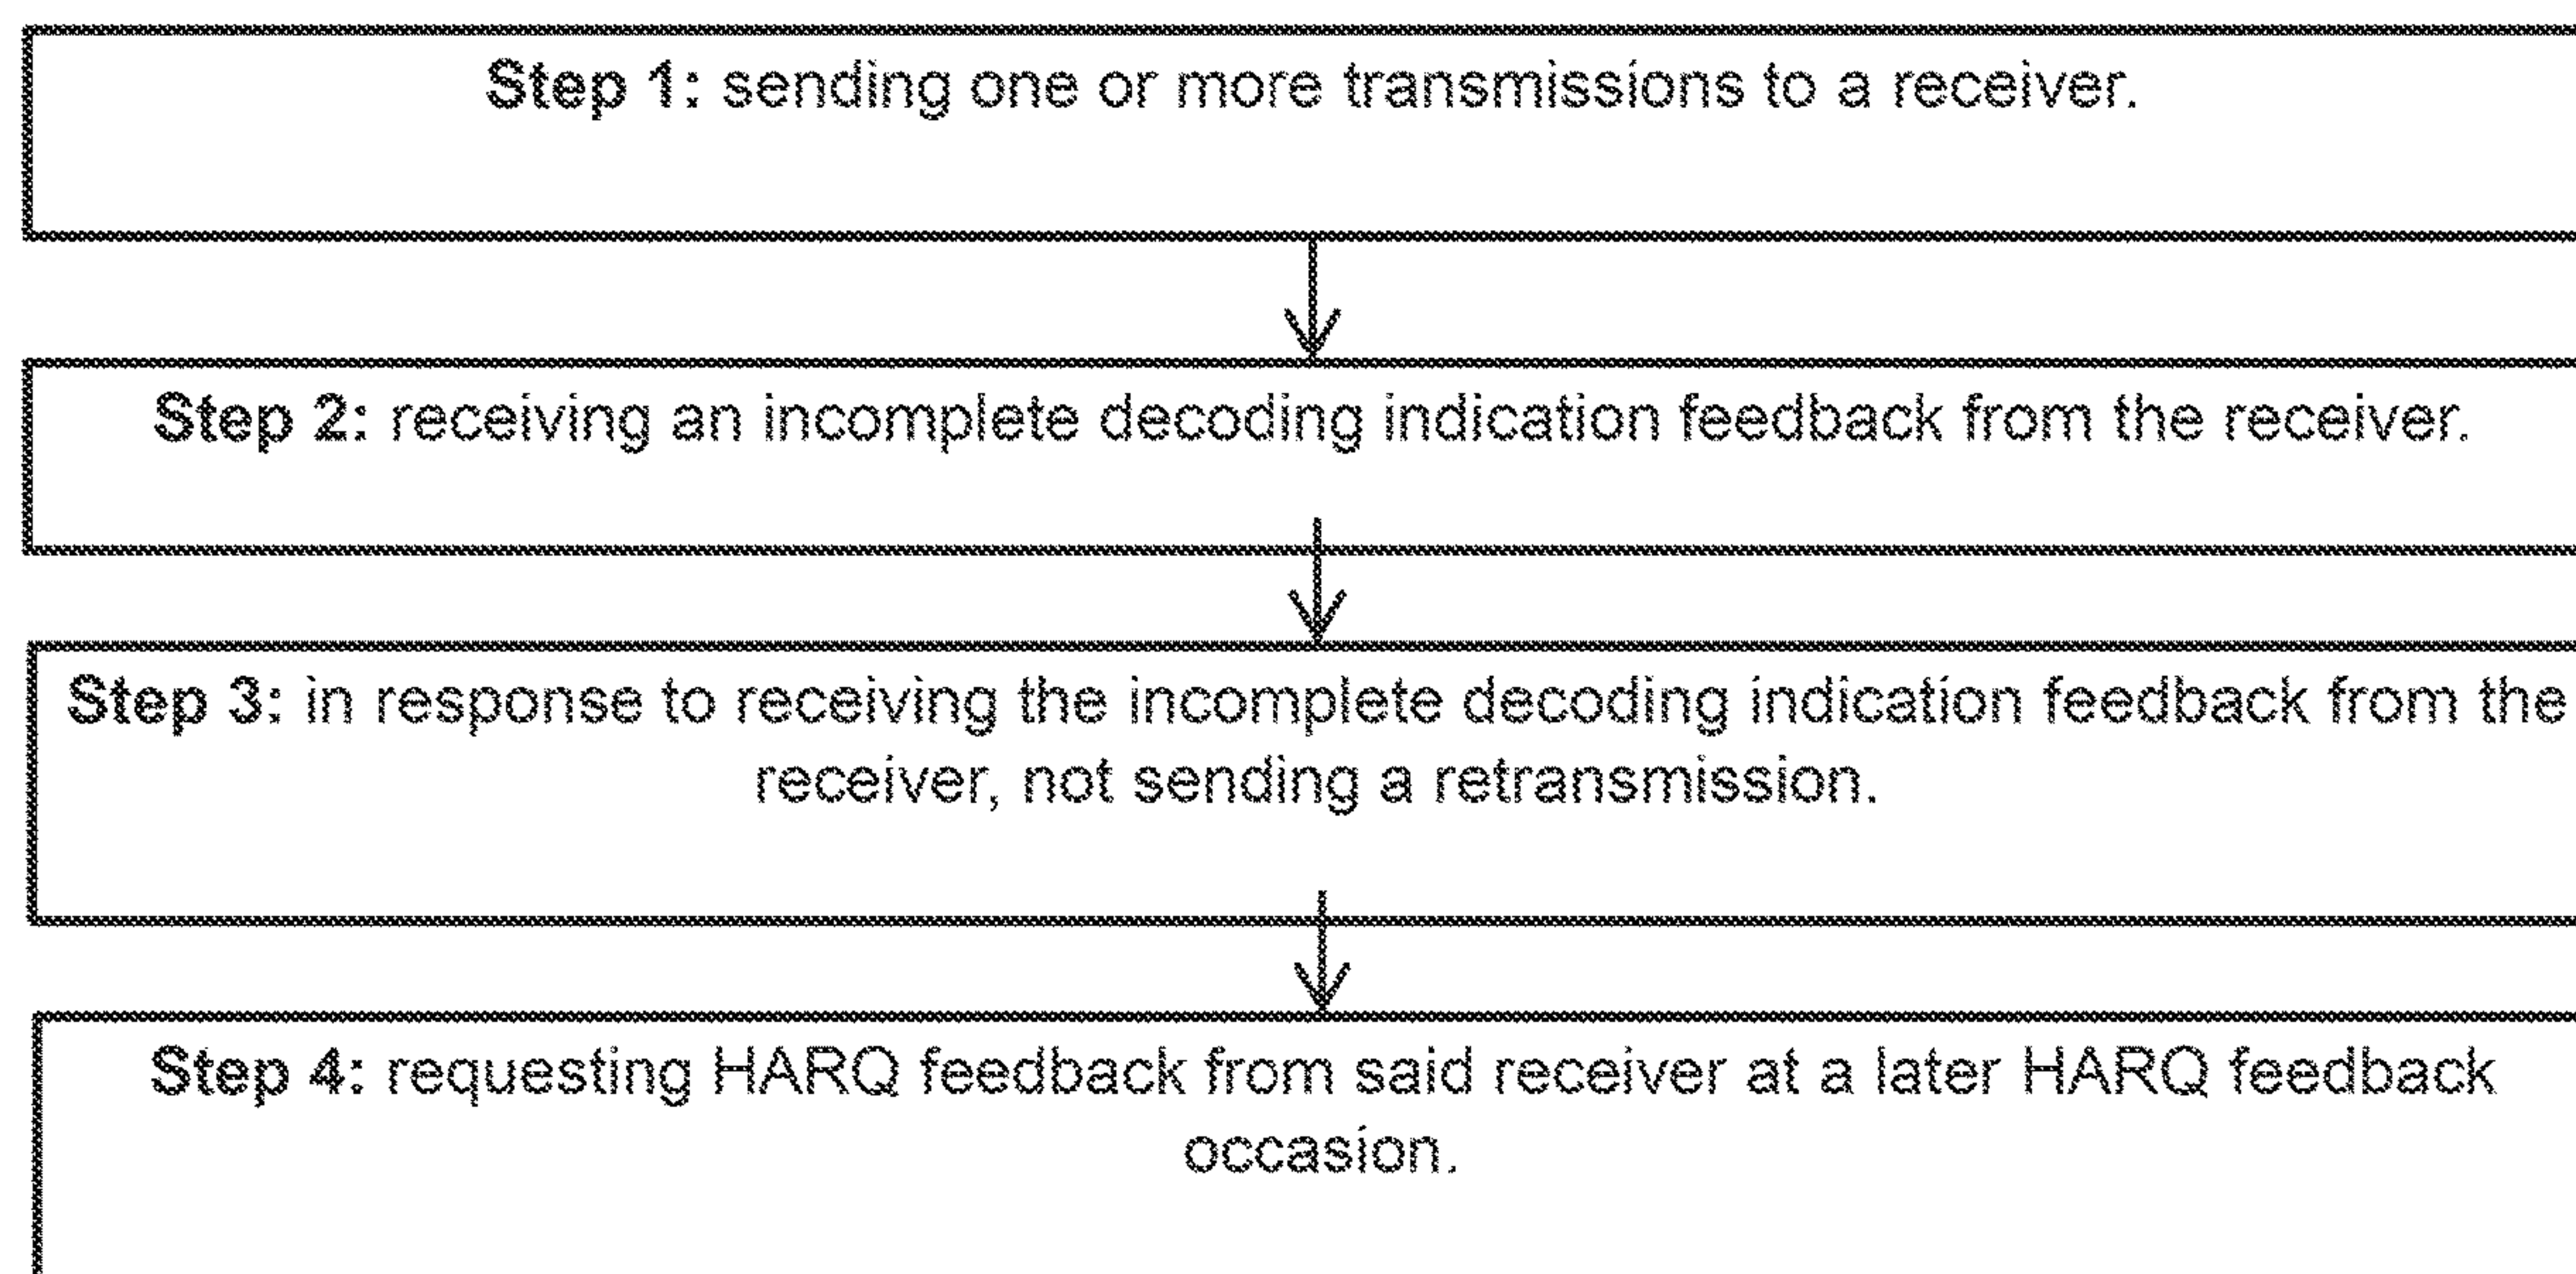 Step 1: sending one or more transmissions to a receiver.
Step 2: receiving an incomplete decoding indication feedback from the receiver.
Step 3: in response to receiving the incomplete decoding indication feedback from the
receiver, not sending a retransmission.
Step 4: requesting HARQ feedback from said receiver at a later HARQ feedback
occasion.